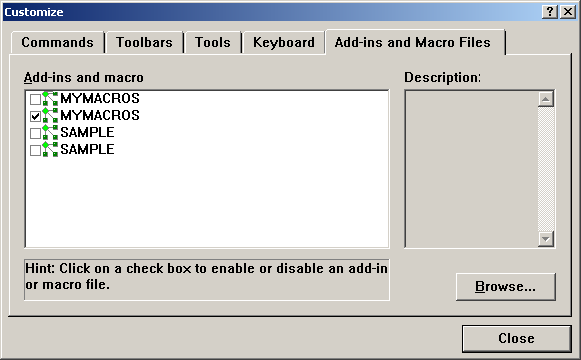 Customize
Commands Toolbars Tools Keyboard Add-ins and Macro Files
Add-ins and macro Description:
MYMACROS
MYMACROS
SAMPLE
SAMPLE
Hint: Click on a check box to enable or disable an add-in
or macro file.
Browse...
Close